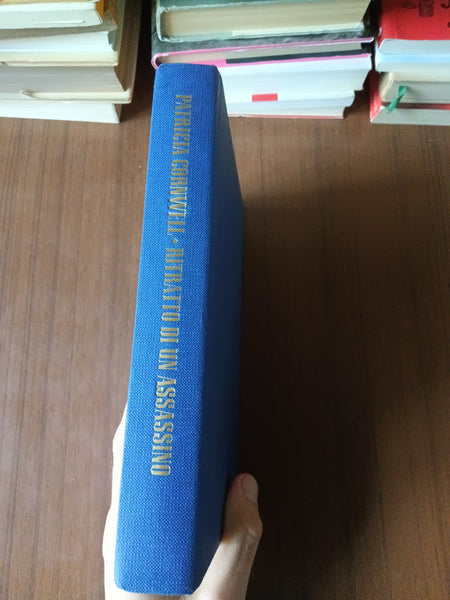 PATRICIA CORNWELL • RITRATTO DI UN ASSASSINO